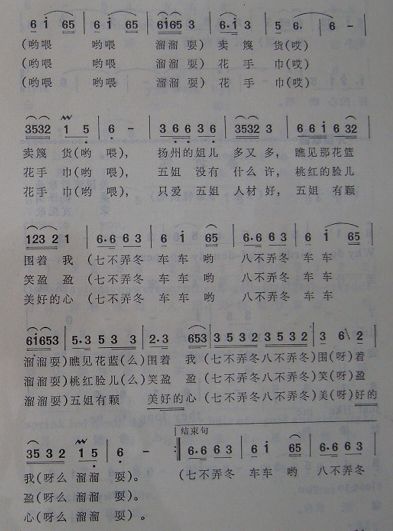 6 i 65 | 6 i 65 | 6i65 3 | 6·i 3 | 5 6· | 6 - |
(哟喂 哟喂 溜溜耍) 卖篾 货(哎)
(哟喂 哟喂 溜溜耍) 花手 巾(哎)
(哟喂 哟喂 溜溜耍) 花手 巾(哎)
3532 1 5 | 6 - | 3 6 6 3 6 | 3532 3 | 6 6 i 6 32 |
卖篾 货(哟 喂), 扬州的姐儿 多又多, 瞧见那花篮
花手 巾(哟 喂), 五姐 没有 什么许, 桃红的脸儿
花手 巾(哟 喂), 只爱 五姐 人材好, 五姐 有颗
123 2 1 | 6·6 6 3 | 6 i 65 | 6·6 6 3 | 6 i 65 |
围着 我 (七不弄冬 车车 哟 八不弄冬 车车
笑盈 盈 (七不弄冬 车车 哟 八不弄冬 车车
美好的心 (七不弄冬 车车 哟 八不弄冬 车车
6i653 | 5·3 5 3 3 | 2·3 653 | 3 5 3 2 3 5 3 2 | 3 6 2 |
溜溜耍)瞧见花篮(么)围着 我(七不弄冬八不弄冬)围(呀)着
溜溜耍)桃红脸儿(么)笑盈 盈(七不弄冬八不弄冬)笑(呀)盈
溜溜耍)五姐有颗 美好的心(七不弄冬八不弄冬)美(呀)好的
结束句
35 3 2 1 5 | 6 - :‖ 6·6 6 3 | 6 i 65 | 6·6 6 3 |
我(么溜溜 耍)。 (七不弄冬 车车 哟 八不弄冬
盈(么溜溜 耍)。
心(么溜溜 耍)。